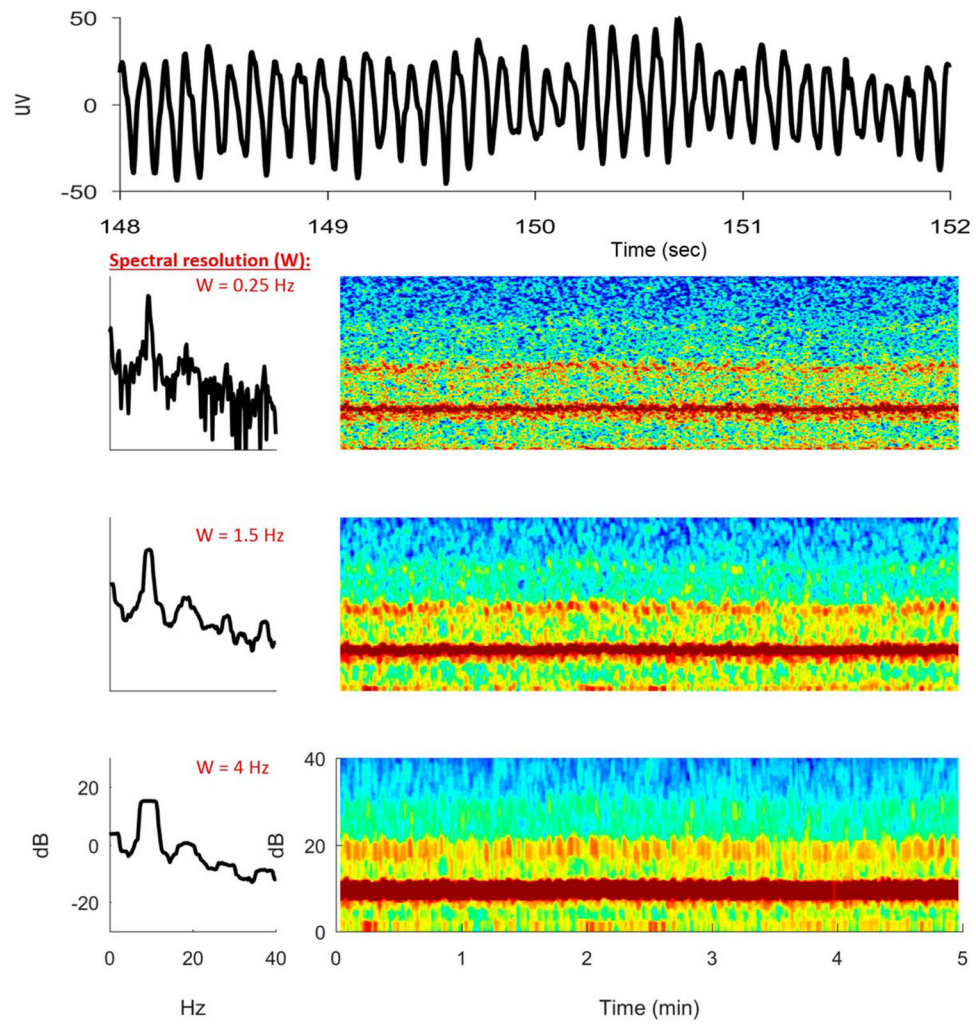 50
0
-50
uv
148
149
150
151
152
Time (sec)
Spectral resolution (W):
W = 0.25 Hz
W = 1.5 Hz
W = 4 Hz
20
0
-20
dB
0
20
40
Hz
40
20
0
dB
0
1
2
3
4
5
Time (min)